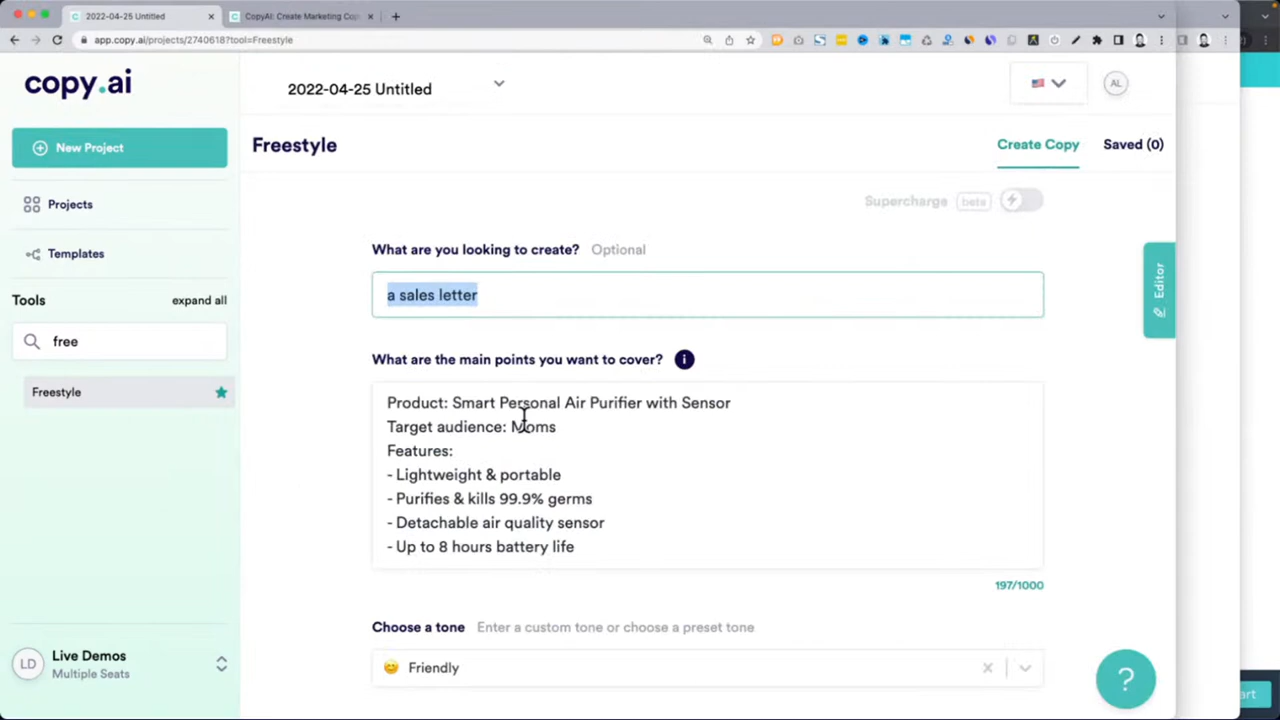 2022-04-25 Untitled
CopyAI: Create Marketing Cop
app.copy.ai/projects/2740618?tool=Freestyle
copy.ai
2022-04-25 Untitled
AL
New Project
Freestyle
Create Copy
Saved (0)
Projects
Supercharge beta
Templates
What are you looking to create? Optional
Editor
Tools
expand all
a sales letter
free
What are the main points you want to cover?
Freestyle
Product: Smart Personal Air Purifier with Sensor
Target audience: Moms
Features:
- Lightweight & portable
- Purifies & kills 99.9% germs
- Detachable air quality sensor
- Up to 8 hours battery life
197/1000
Choose a tone Enter a custom tone or choose a preset tone
LD
Live Demos
Multiple Seats
Friendly
?
art